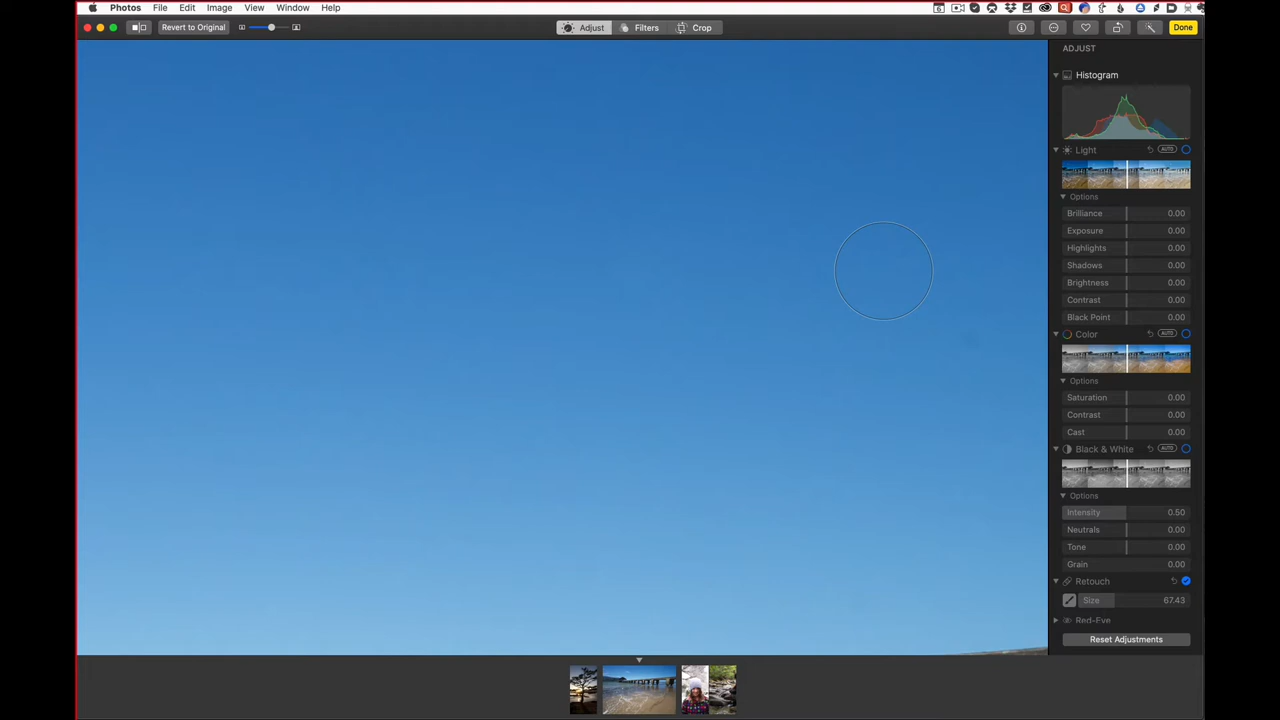 Photos File Edit Image View Window Help
Revert to Original
Adjust Filters Crop
Done
ADJUST
Histogram
Light AUTO
Options
Brilliance 0.00
Exposure 0.00
Highlights 0.00
Shadows 0.00
Brightness 0.00
Contrast 0.00
Black Point 0.00
Color AUTO
Options
Saturation 0.00
Contrast 0.00
Cast 0.00
Black & White AUTO
Options
Intensity 0.50
Neutrals 0.00
Tone 0.00
Grain 0.00
Retouch
Size 67.43
Red-Eye
Reset Adjustments